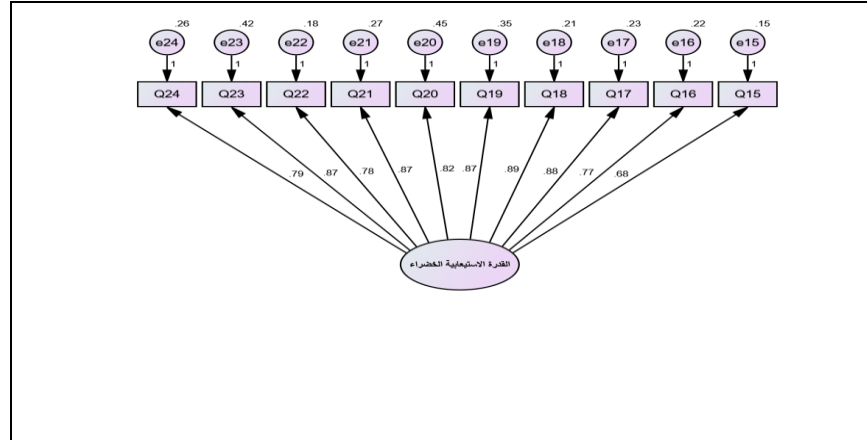 .26 .42 .18 .27 .45 .35 .21 .23 .22 .15
e24 e23 e22 e21 e20 e19 e18 e17 e16 e15
1 1 1 1 1 1 1 1 1 1
Q24 Q23 Q22 Q21 Q20 Q19 Q18 Q17 Q16 Q15
.79 .87 .78 .87 .82 .87 .89 .88 .77 .68
القدرة الاستيعابية الخضراء